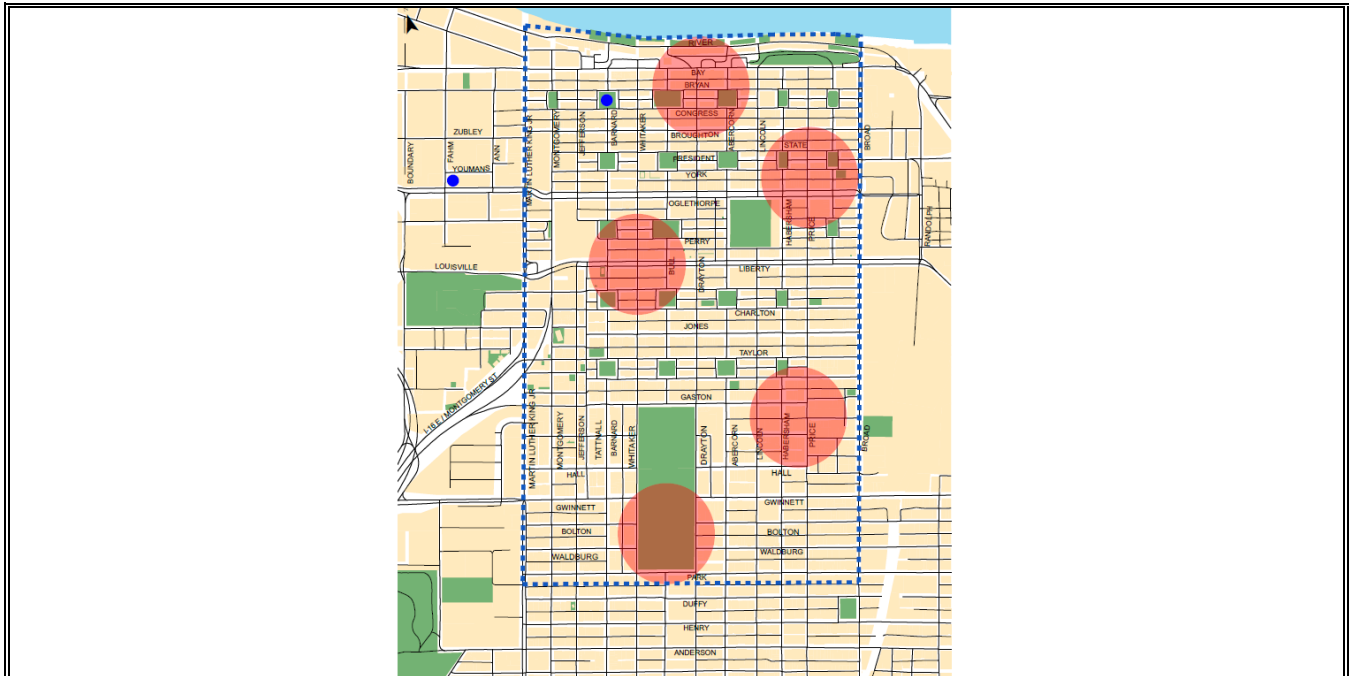 RIVER
BAY
BRYAN
CONGRESS
BROUGHTON
STATE
PRESIDENT
YORK
OGLETHORPE
PERRY
LIBERTY
LOUISVILLE
CHARLTON
JONES
TAYLOR
GASTON
HALL
HALL
GWINNETT
GWINNETT
BOLTON
BOLTON
WALDBURG
WALDBURG
PARK
DUFFY
HENRY
ANDERSON
ZUBLEY
YOUMANS
BOUNDARY
FAHM
ANN
MARTIN LUTHER KING JR
MONTGOMERY
JEFFERSON
BARNARD
WHITAKER
ABERCORN
LINCOLN
BROAD
HABERSHAM
PRICE
RANDOLPH
BULL
DRAYTON
I-16 E / MONTGOMERY ST
MARTIN LUTHER KING JR
MONTGOMERY
JEFFERSON
TATTNALL
BARNARD
WHITAKER
DRAYTON
ABERCORN
LINCOLN
HABERSHAM
PRICE
BROAD